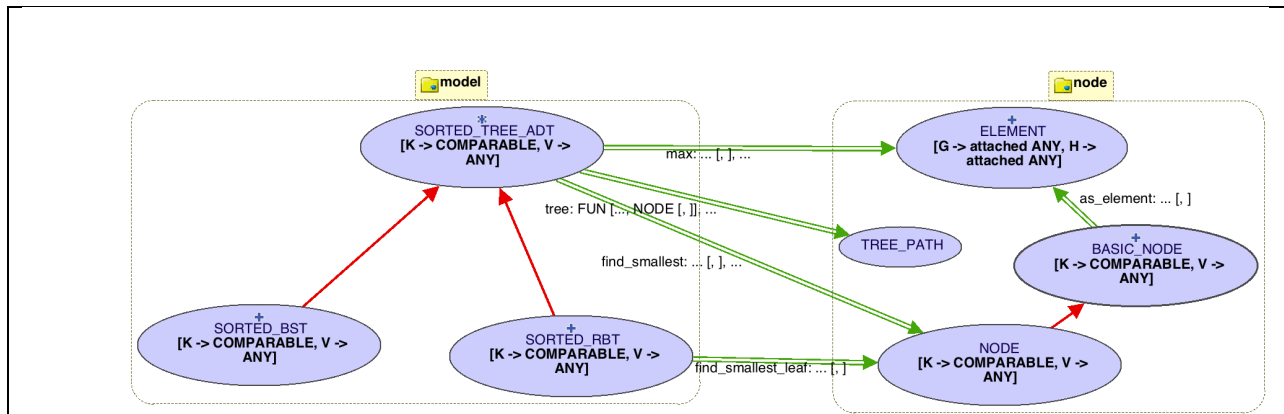 model
node
*
SORTED_TREE_ADT
[K -> COMPARABLE, V ->
ANY]
+
ELEMENT
[G -> attached ANY, H ->
attached ANY]
max: ... [, ], ...
as_element: ... [, ]
tree: FUN [..., NODE [, ]], ...
TREE_PATH
+
BASIC_NODE
[K -> COMPARABLE, V ->
ANY]
find_smallest: ... [, ], ...
+
SORTED_BST
[K -> COMPARABLE, V ->
ANY]
+
SORTED_RBT
[K -> COMPARABLE, V ->
ANY]
find_smallest_leaf: ... [, ]
NODE
[K -> COMPARABLE, V ->
ANY]